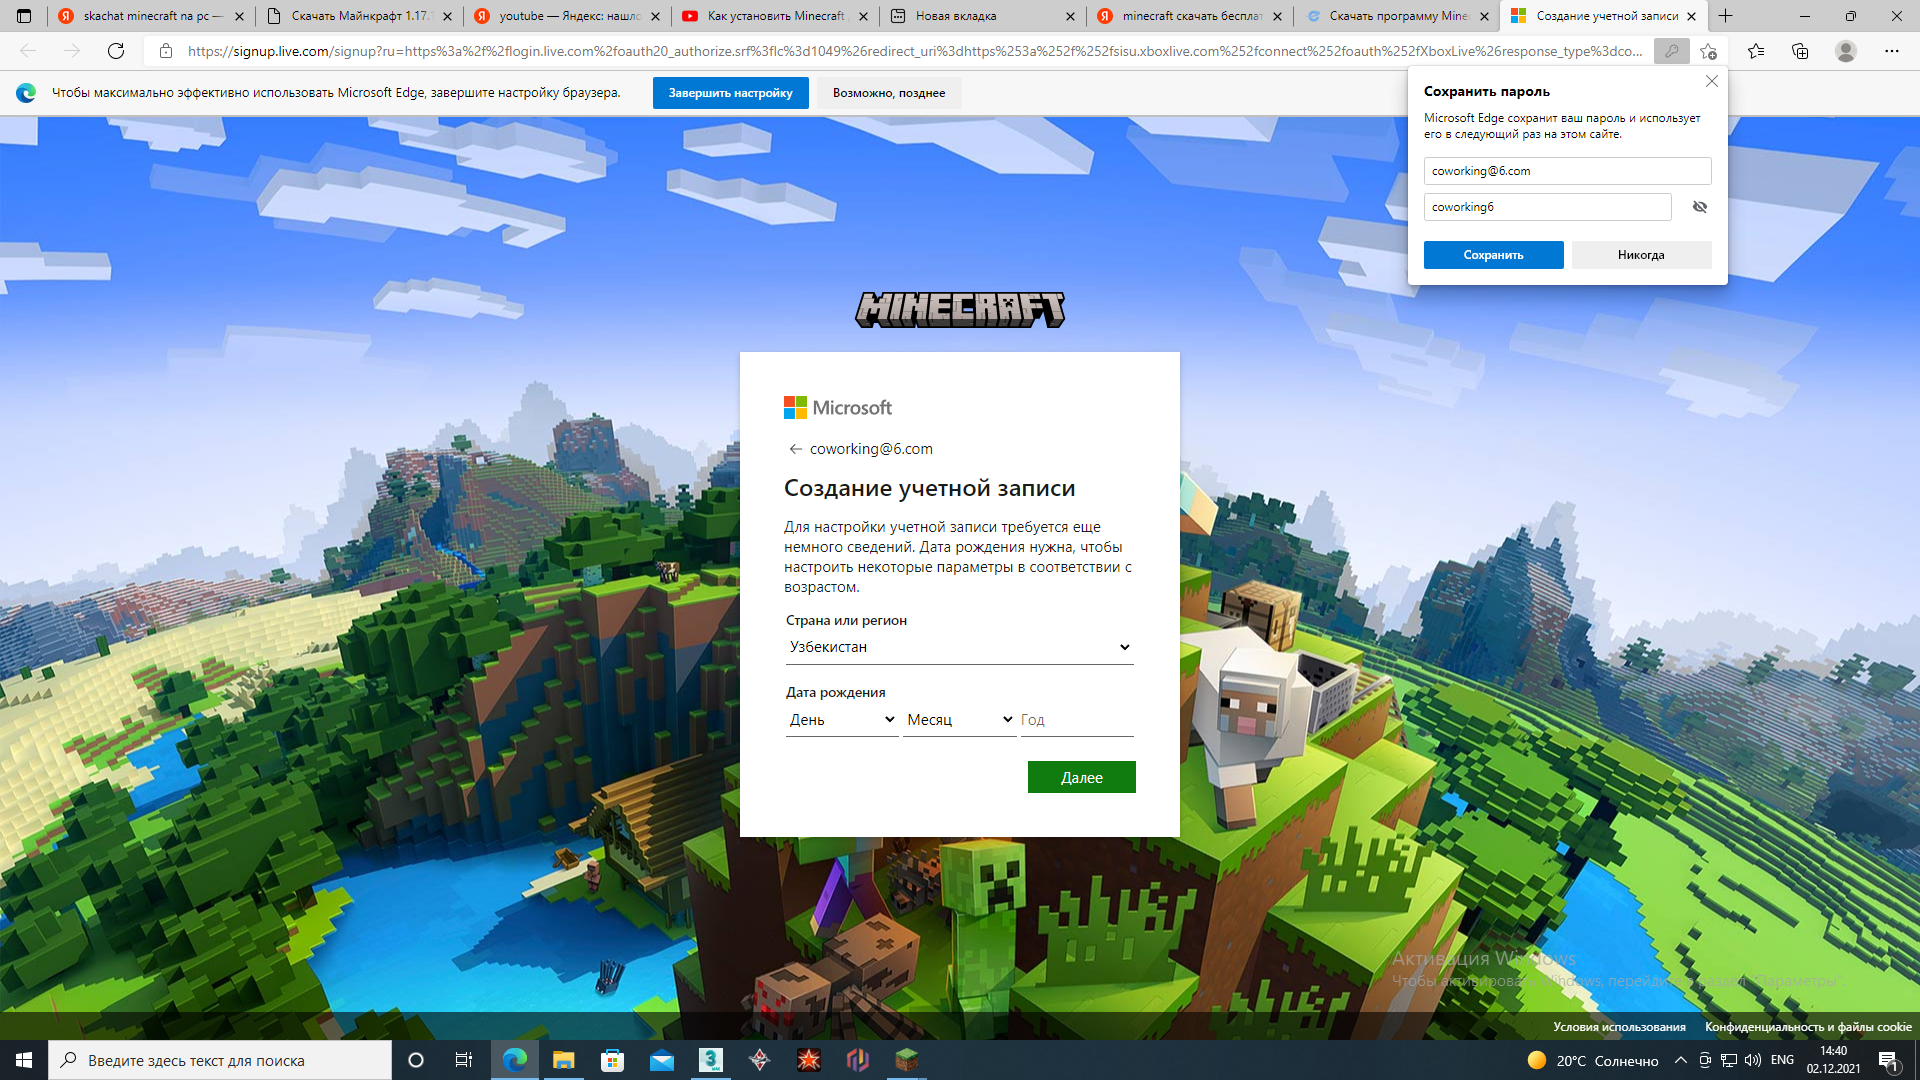 skachat minecraft na pc —
Скачать Майнкрафт 1.17.1
youtube — Яндекс: нашло
Как установить Minecraft
Новая вкладка
minecraft скачать бесплат
Скачать программу Mine
Создание учетной записи
https://signup.live.com/signup?ru=https%3a%2f%2flogin.live.com%2foauth20_authorize.srf%3flc%3d1049%26redirect_uri%3dhttps%253a%252f%252fsisu.xboxlive.com%252fconnect%252foauth%252fXboxLive%26response_type%3dco...
Чтобы максимально эффективно использовать Microsoft Edge, завершите настройку браузера.
Завершить настройку
Возможно, позднее
Сохранить пароль
Microsoft Edge сохранит ваш пароль и использует
его в следующий раз на этом сайте.
coworking@6.com
coworking6
Сохранить
Никогда
MINECRAFT
Microsoft
coworking@6.com
Создание учетной записи
Для настройки учетной записи требуется еще
немного сведений. Дата рождения нужна, чтобы
настроить некоторые параметры в соответствии с
возрастом.
Страна или регион
Узбекистан
Дата рождения
День
Месяц
Год
Далее
Активация Windows
Чтобы активировать Windows, перейдите в раздел "Параметры".
Условия использования
Конфиденциальность и файлы cookie
Введите здесь текст для поиска
20°C Солнечно
ENG
14:40
02.12.2021
1